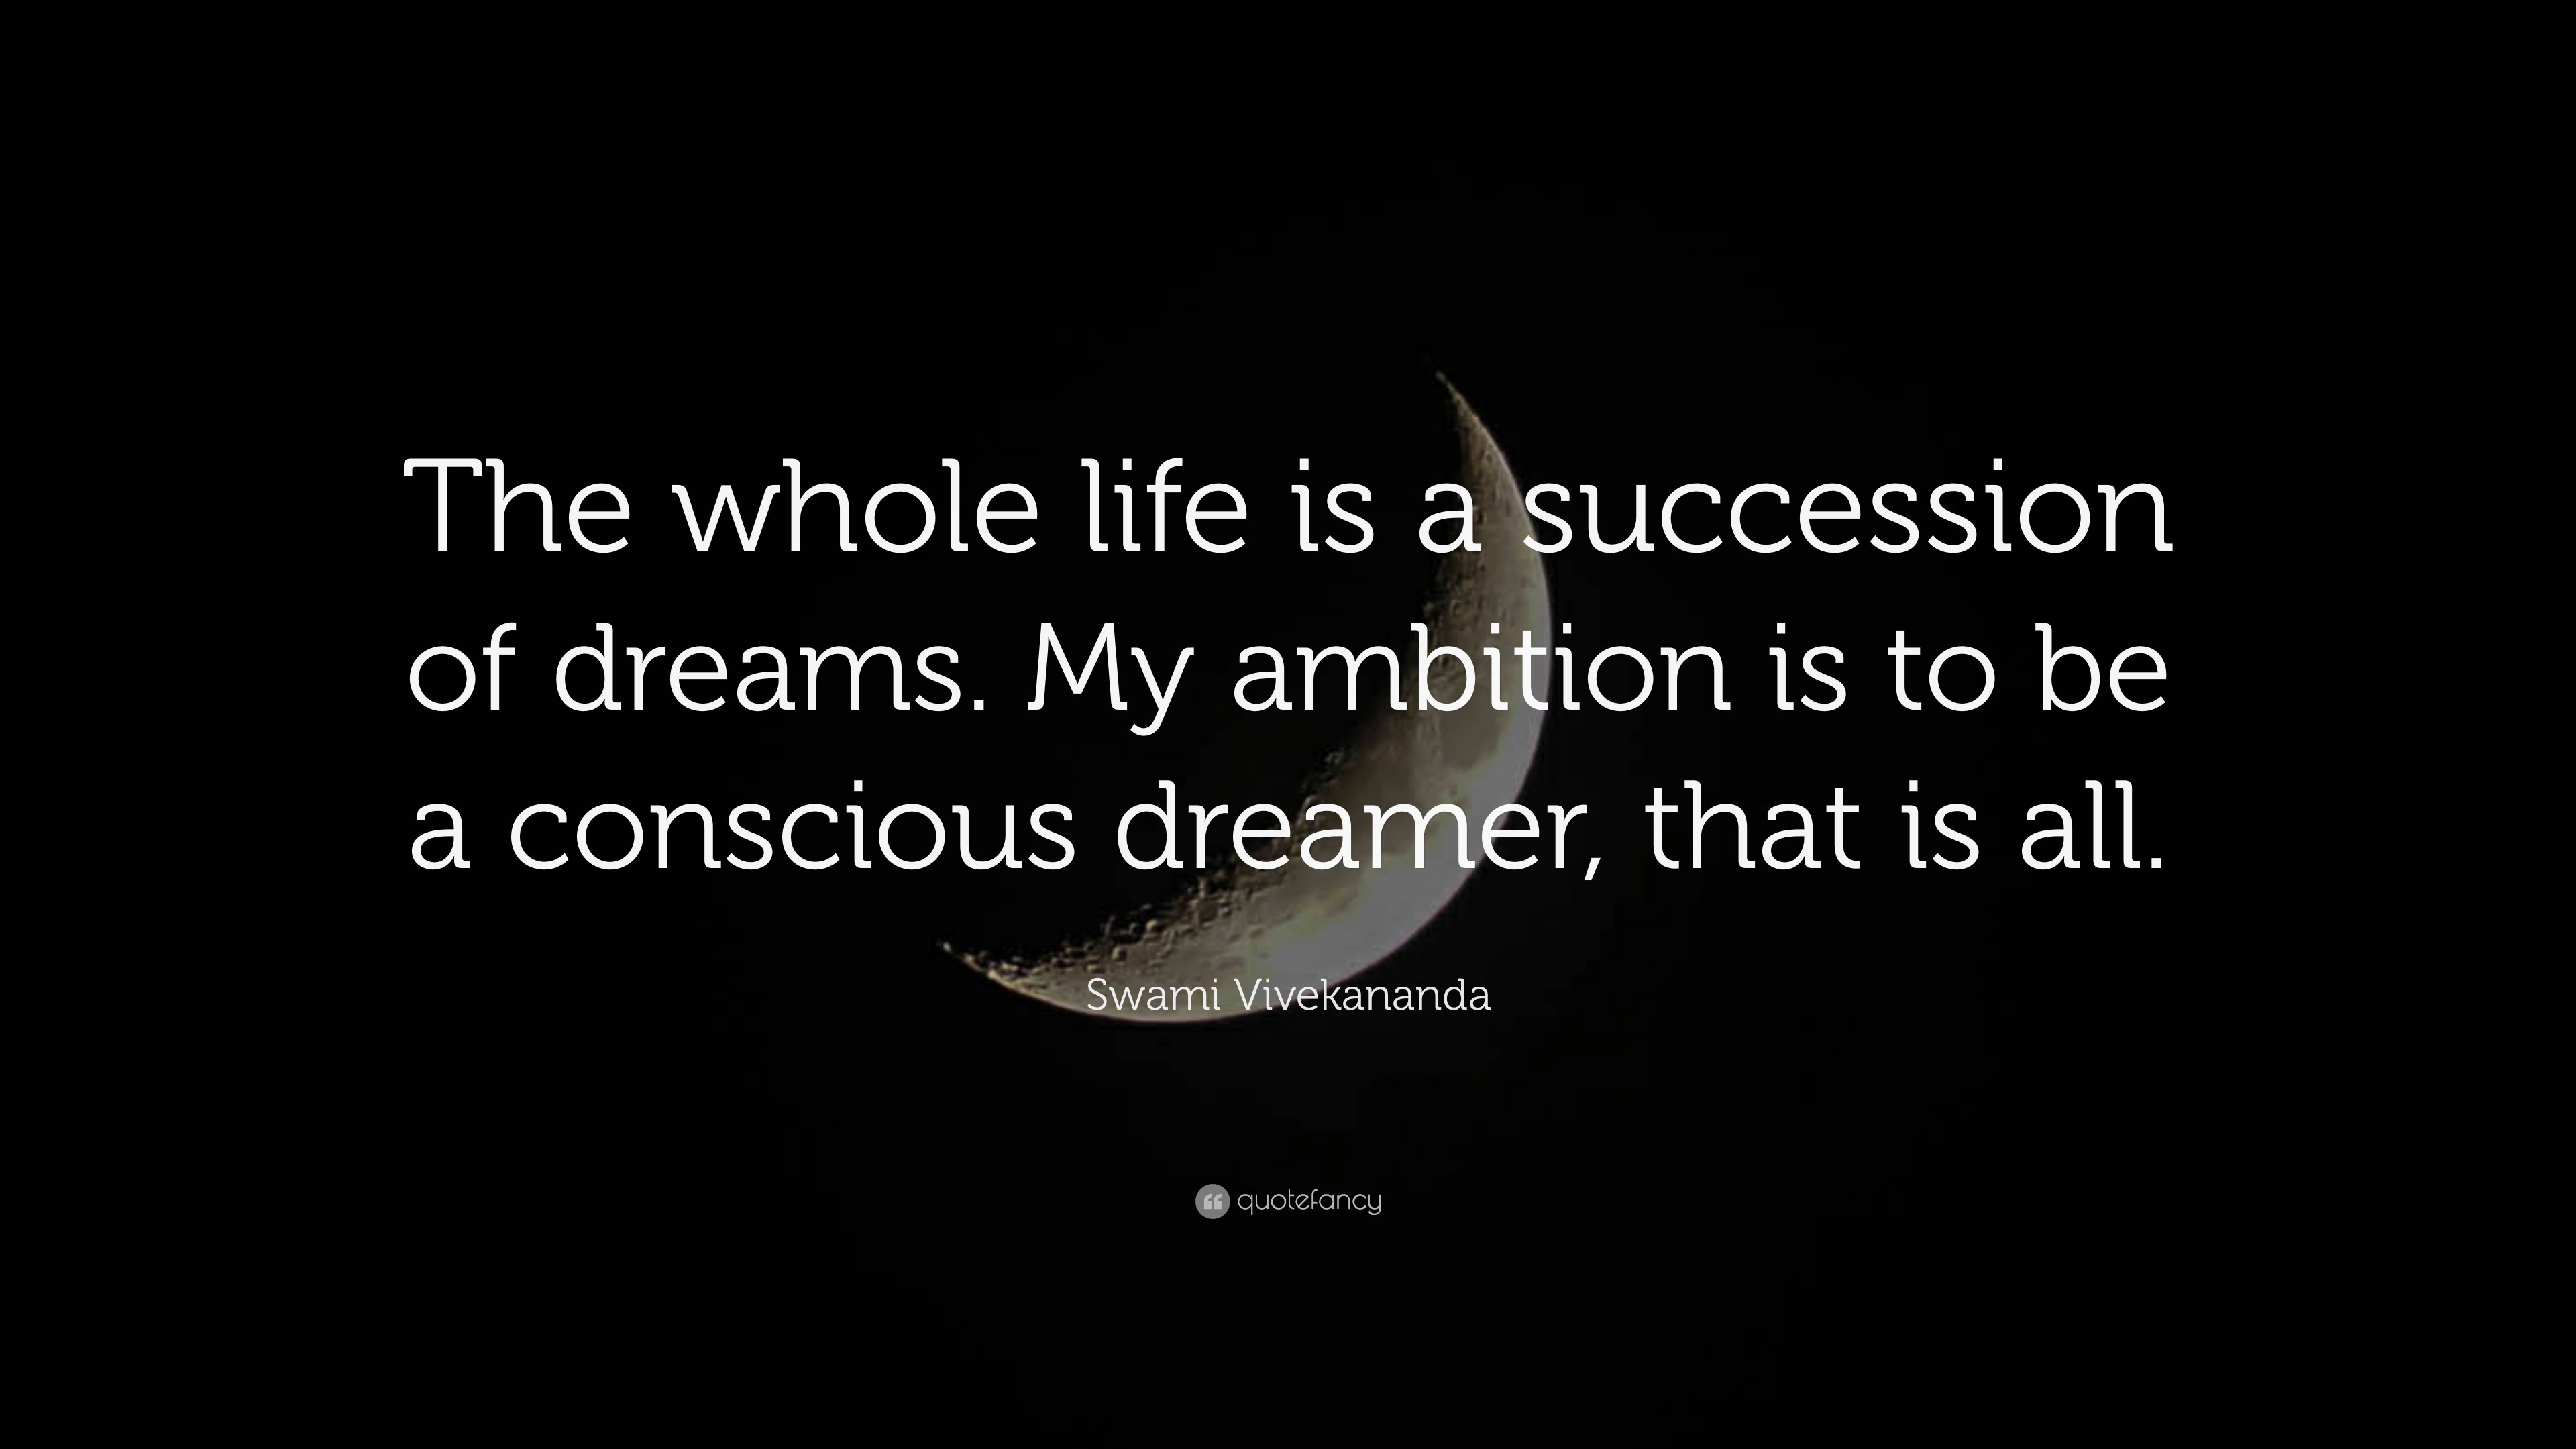 The whole life is a succession
of dreams. My ambition is to be
a conscious dreamer, that is all.
Swami Vivekananda
quotefancy